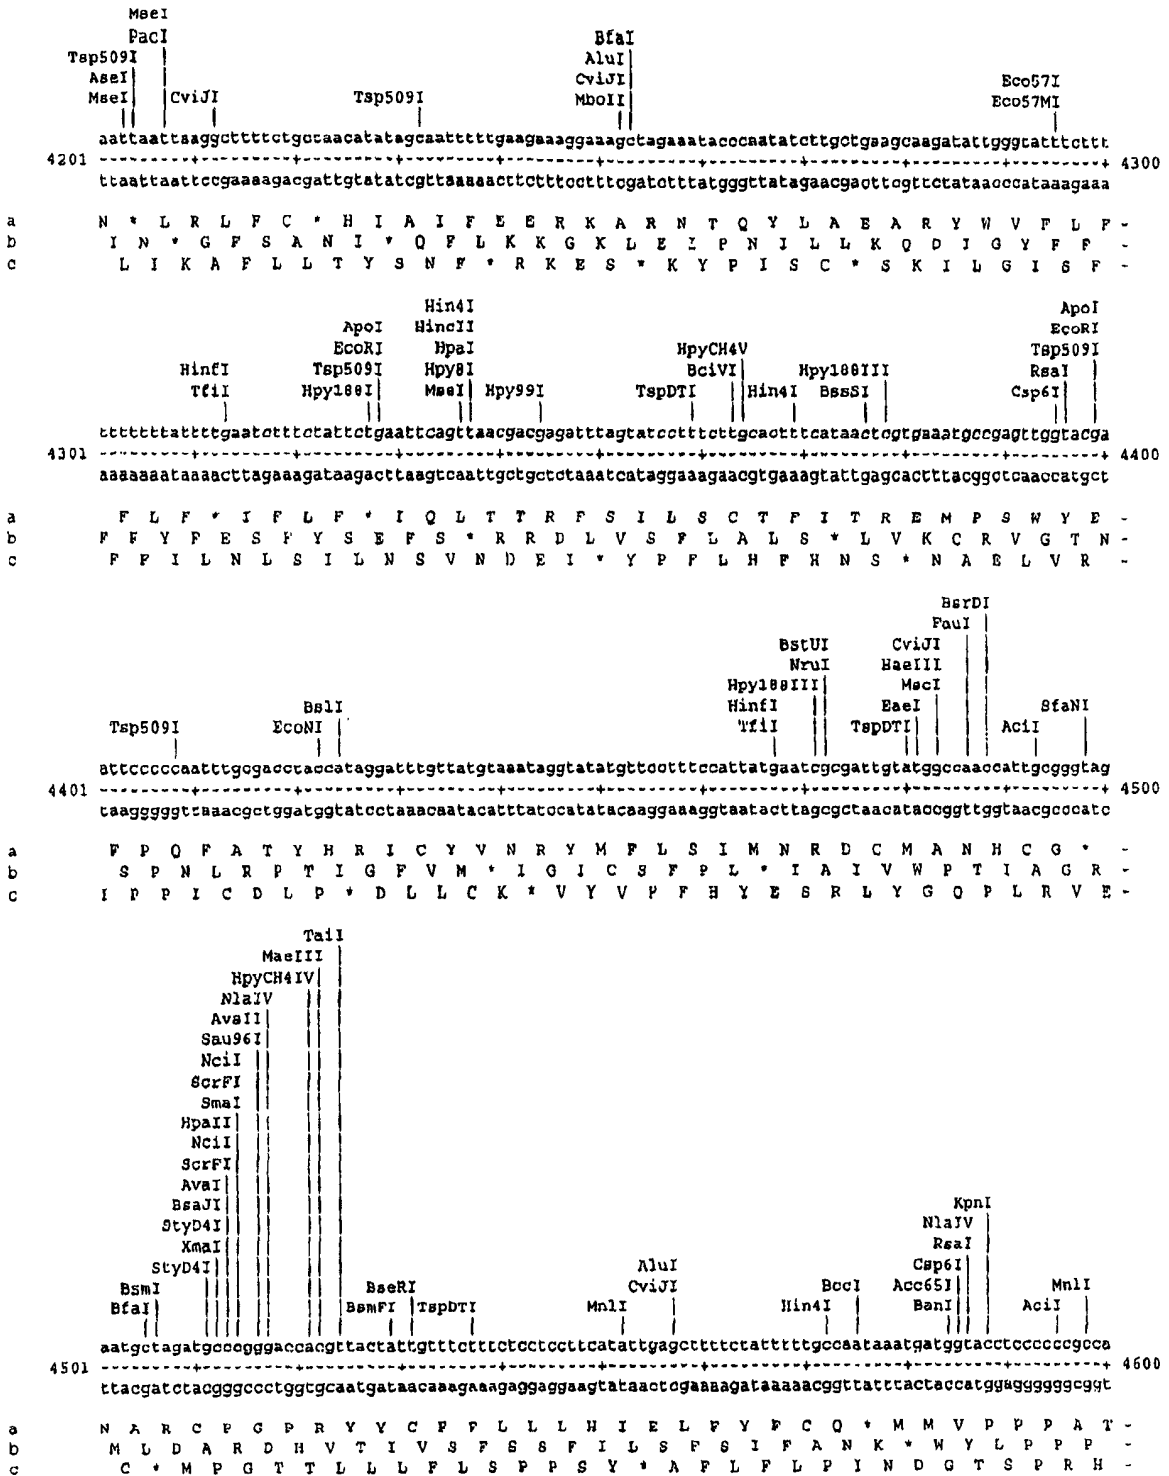 MseI
PacI
Tsp509I
AseI
MseI CviJI Tsp509I
BfaI
AluI
CviJI
MboII
Eco57I
Eco57MI
aattaattaaggcttttctgctaacatatagcaatttttgaagaaaggaaagctagaaatacccaatatcttgctgaagcaagatattgggtatttcttt
4201 ---------+---------+---------+---------+---------+---------+---------+---------+---------+---------+ 4300
ttaattaattccgaaaagacgattgtatatcgttaaaaacttctttcctttcgatctttatgggttatagaacgacttcgttctataacccataaagaaa
a N * L R L F C * H I A I F E E R K A R N T Q Y L A E A R Y W V F L F -
b I N * G F S A N I * Q F L K K G K L E I P N I L L K Q D I G Y F F -
c L I K A F L L T Y S N F * R K E S * K Y P I S C * S K I L G I S F -
HinfI
TfiI
ApoI
EcoRI
Tsp509I
Hpy188I
Hin4I
HincII
HpaI
Hpy8I
MseI
Hpy99I
TspDTI
HpyCH4V
BciVI
Hin4I
Hpy188III
BssSI
ApoI
EcoRI
Tsp509I
RsaI
Csp6I
tttttttattttgaatctttctattctgaattcagttaacgacgagatttagtatcctttcttgcactttcataactcgtgaaatgccgagttggtacga
4301 ---------+---------+---------+---------+---------+---------+---------+---------+---------+---------+ 4400
aaaaaaataaaacttagaaagataagacttaagtcaattgctgctctaaatcataggaaagaacgtgaaagtattgagcactttacggctcaaccatgct
a F L F * I F L F * I Q L T T R F S I L S C T F I T R E M P S W Y E -
b F F Y F E S F Y S E F S * R R D L V S F L A L S * L V K C R V G T N -
c F F I L N L S I L N S V N D E I * Y P F L H F H N S * N A E L V R -
Tsp509I
EcoNI
BslI
BstUI
NruI
Hpy188III
HinfI
TfiI
BsrDI
FauI
CviJI
HaeIII
MscI
EaeI
TspDTI
AciI
SfaNI
attcccccaatttgcgacctaccataggatttgttatgtaaataggtatatgttcctttccattatgaatcgcgattgtatggccaaccattgcgggtag
4401 ---------+---------+---------+---------+---------+---------+---------+---------+---------+---------+ 4500
taagggggttaaacgctggatggtatcctaaacaatacatttatccatatacaaggaaaggtaatacttagcgctaacataccggttggtaacgcccatc
a F P Q F A T Y H R I C Y V N R Y M F L S I M N R D C M A N H C G * -
b S P N L R P T I G F V M * I G I C S F P L * I A I V W P T I A G R -
c I P P I C D L P * D L L C K * V Y V P F H Y E S R L Y G Q P L R V E -
TaiI
MaeIII
HpyCH4IV
NlaIV
AvaII
Sau96I
NciI
ScrFI
SmaI
HpaII
NciI
ScrFI
AvaI
BsaJI
StyD4I
XmaI
StyD4I
BsmI
BfaI
BseRI
BsmFI TspDTI
MnlI
AluI
CviJI
Hin4I
BccI
KpnI
NlaIV
RsaI
Csp6I
Acc65I
BanI
MnlI
AciI
aatgctagatgcccgggaccacgttactattgtttctttctcctccttcatattgagcttttctatttttgccaataaatgatggtacctcccccccgcca
4501 ---------+---------+---------+---------+---------+---------+---------+---------+---------+---------+ 4600
ttacgatctacgggccctggtgcaatgataacaaagaaagaggaggaagtataactcgaaaagataaaaacggttatttactaccatggagggggggcggt
a N A R C P G P R Y Y C F F L L L H I E L F Y F C Q * M M V P P P A T -
b M L D A R D H V T I V S F S S F I L S F S I F A N K * W Y L P P P -
c C * M P G T T L L L F L S P P S Y * A F L F L P I N D G T S P R H -